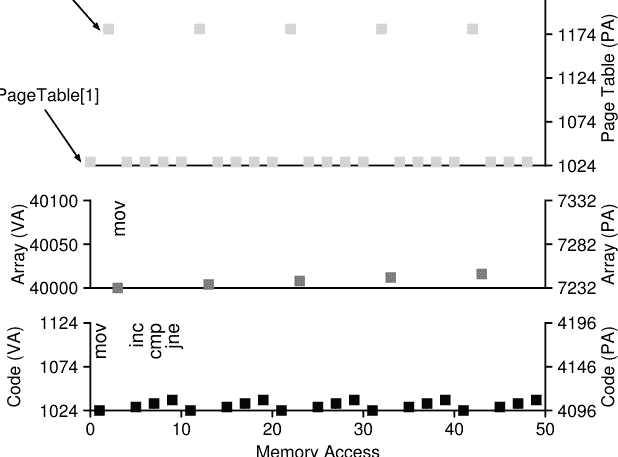 1174
1124
1074
1024
Page Table (PA)
PageTable[1]
mov
40100
40050
40000
Array (VA)
7332
7282
7232
Array (PA)
mov
inc
cmp
jne
1124
1074
1024
Code (VA)
4196
4146
4096
Code (PA)
0 10 20 30 40 50
Memory Access